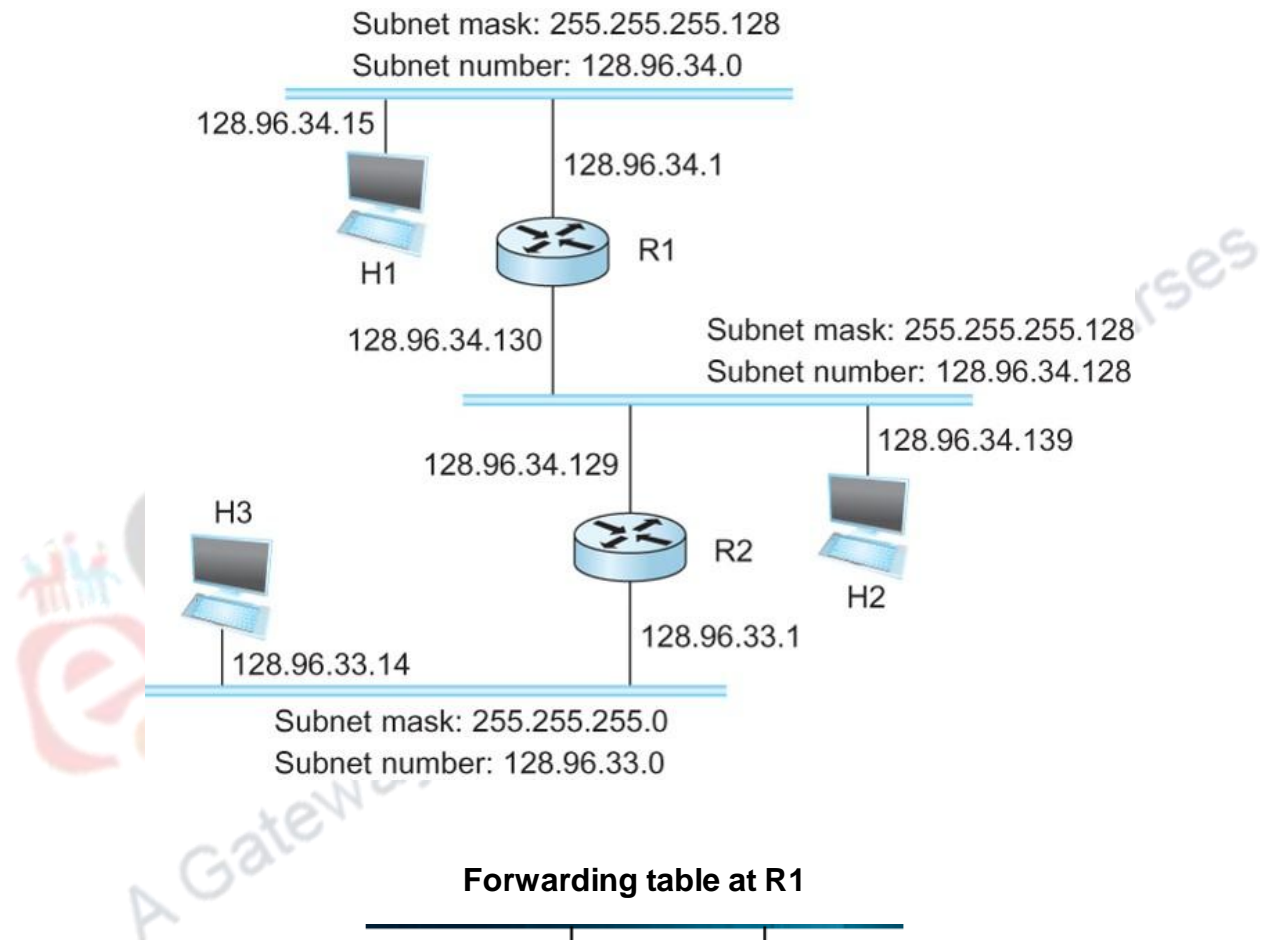 Subnet mask: 255.255.255.128
Subnet number: 128.96.34.0
128.96.34.15
128.96.34.1
H1
R1
128.96.34.130
Subnet mask: 255.255.255.128
Subnet number: 128.96.34.128
128.96.34.129
128.96.34.139
H3
R2
H2
128.96.33.1
128.96.33.14
Subnet mask: 255.255.255.0
Subnet number: 128.96.33.0
A
Forwarding table at R1